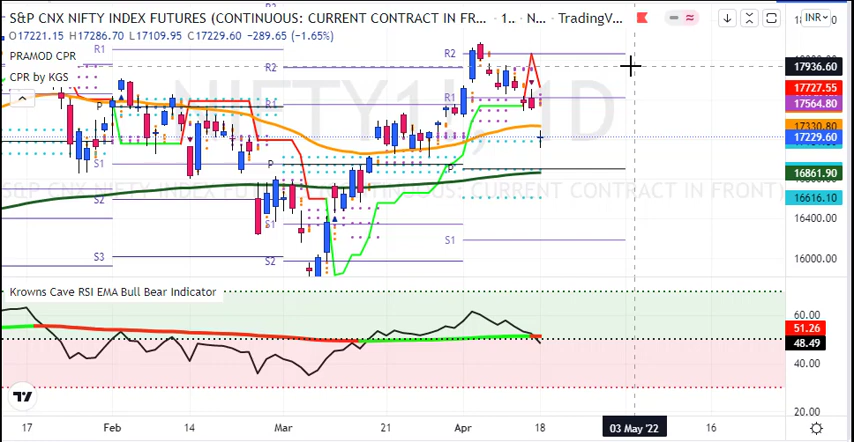 S&P CNX NIFTY INDEX FUTURES (CONTINUOUS: CURRENT CONTRACT IN FR... · 1... · N... · TradingV...
INR
O17221.15 H17286.70 L17109.95 C17229.60 -289.65 (-1.65%)
PRAMOD CPR
CPR by KGS
17936.60
17727.55
17564.80
17330.80
17229.60
16861.90
16616.10
16400.00
16000.00
R1
P
S1
S2
S3
R2
R1
P
S1
S2
R2
R1
P
S1
NIFTY1!, 1D
S&P CNX NIFTY INDEX FUTURES (CONTINUOUS: CURRENT CONTRACT IN FRONT)
Krowns Cave RSI EMA Bull Bear Indicator
60.00
51.26
48.49
40.00
20.00
17 Feb 14 Mar 21 Apr 18 03 May '22 16